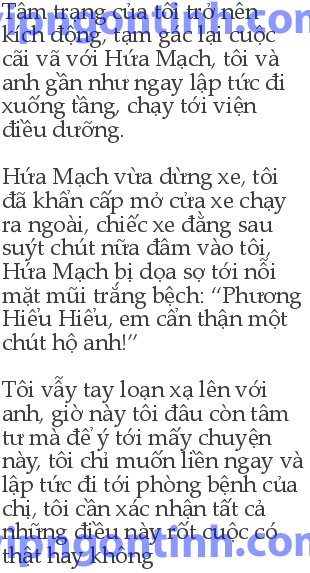 Tâm trạng của tôi trở nên
kích động, tạm gác lại cuộc
cãi vã với Hứa Mạch, tôi và
anh gần như ngay lập tức đi
xuống tầng, chạy tới viện
điều dưỡng.
Hứa Mạch vừa dừng xe, tôi
đã khẩn cấp mở cửa xe chạy
ra ngoài, chiếc xe đằng sau
suýt chút nữa đâm vào tôi,
Hứa Mạch bị dọa sợ tới nỗi
mặt mũi trắng bệch: “Phương
Hiểu Hiểu, em cẩn thận một
chút hộ anh!”
Tôi vẫy tay loạn xạ lên với
anh, giờ này tôi đâu còn tâm
tư mà để ý tới mấy chuyện
này, tôi chỉ muốn liền ngay và
lập tức đi tới phòng bệnh của
chị, tôi cần xác nhận tất cả
những điều này rốt cuộc có
thật hay không
vipngontinh.com
vipngontinh.com